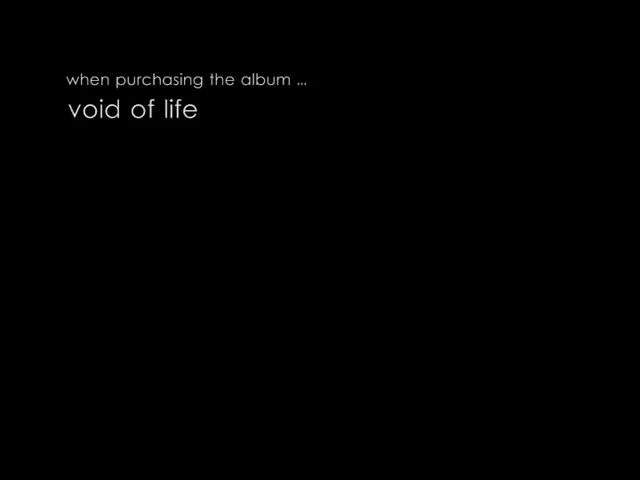 when purchasing the album ...
void of life